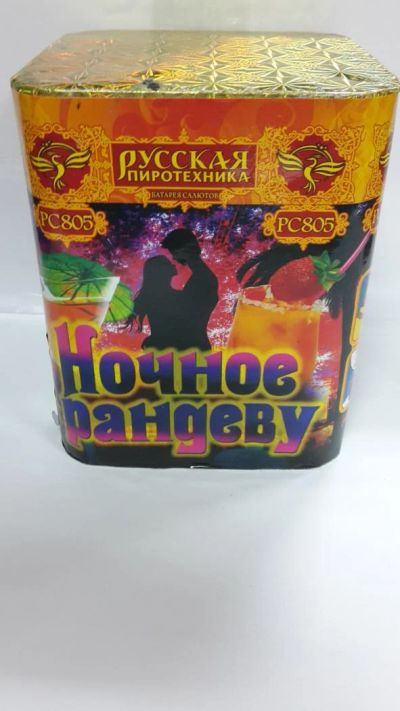 РУССКАЯ
ПИРОТЕХНИКА
БАТАРЕЯ САЛЮТОВ
РС805
РС805
Ночное
рандеву